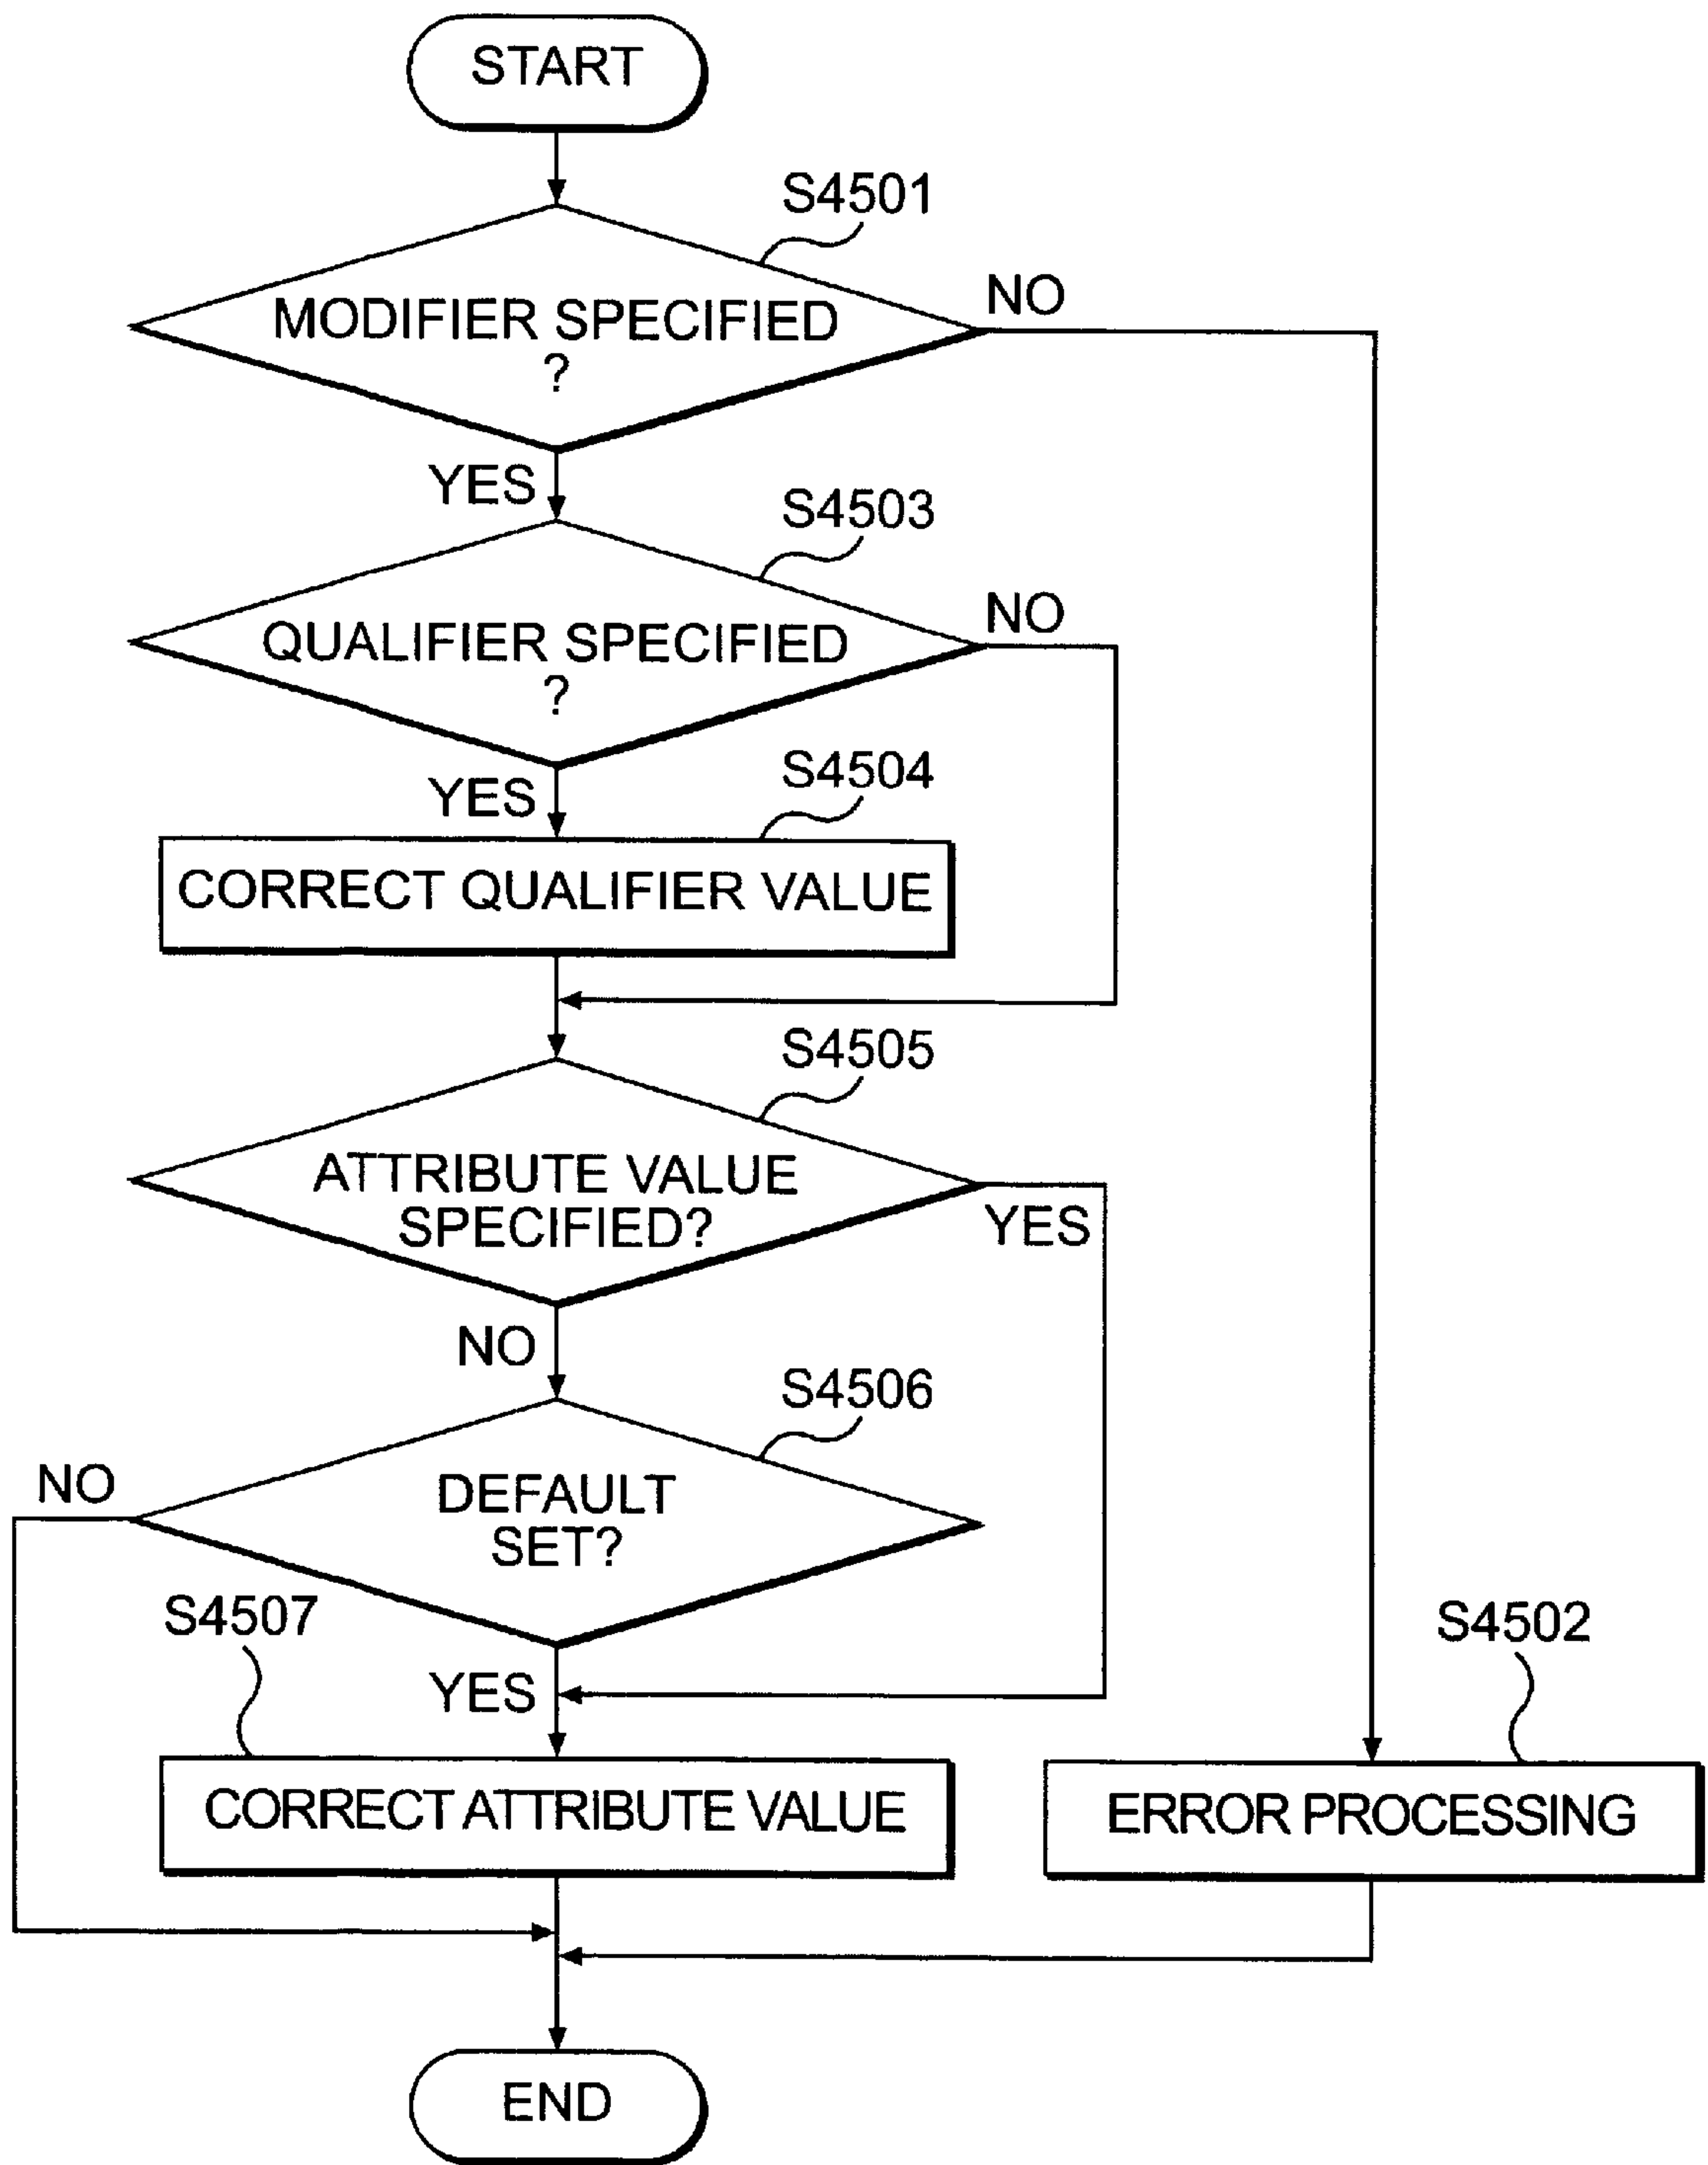 START
S4501
MODIFIER SPECIFIED
?
NO
YES
S4503
QUALIFIER SPECIFIED
?
NO
YES
S4504
CORRECT QUALIFIER VALUE
S4505
ATTRIBUTE VALUE
SPECIFIED?
YES
NO
S4506
DEFAULT
SET?
NO
YES
S4507
CORRECT ATTRIBUTE VALUE
S4502
ERROR PROCESSING
END